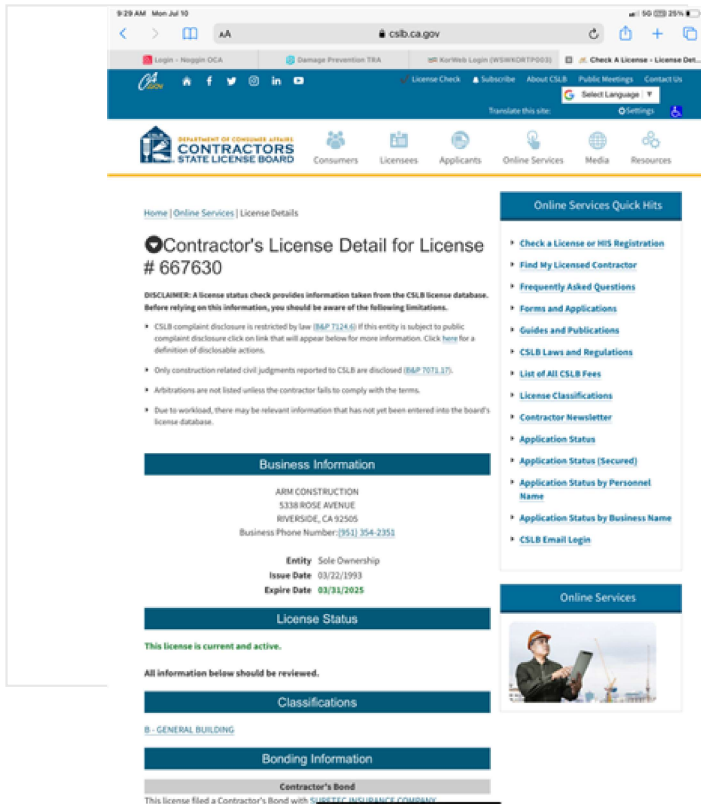 9:29 AM Mon Jul 10
5G 25%
AA
cslb.ca.gov
Login - Noggin OCA
Damage Prevention TRA
KorWeb Login (WSWKORTP003)
Check A License - License Det...
CA.GOV
License Check Subscribe About CSLB Public Meetings Contact Us
Select Language ▼
Translate this site:
Settings
CSLB
DEPARTMENT OF CONSUMER AFFAIRS
CONTRACTORS
STATE LICENSE BOARD
Consumers Licensees Applicants Online Services Media Resources
Home | Online Services | License Details
Contractor's License Detail for License
# 667630
DISCLAIMER: A license status check provides information taken from the CSLB license database.
Before relying on this information, you should be aware of the following limitations.
CSLB complaint disclosure is restricted by law (B&P 7124.6) If this entity is subject to public
complaint disclosure click on link that will appear below for more information. Click here for a
definition of disclosable actions.
Only construction related civil judgments reported to CSLB are disclosed (B&P 7071.17).
Arbitrations are not listed unless the contractor fails to comply with the terms.
Due to workload, there may be relevant information that has not yet been entered into the board's
license database.
Business Information
ARM CONSTRUCTION
5338 ROSE AVENUE
RIVERSIDE, CA 92505
Business Phone Number:(951) 354-2351
Entity Sole Ownership
Issue Date 03/22/1993
Expire Date 03/31/2025
License Status
This license is current and active.
All information below should be reviewed.
Classifications
B - GENERAL BUILDING
Bonding Information
Contractor's Bond
This license filed a Contractor's Bond with SURETEC INSURANCE COMPANY
Online Services Quick Hits
Check a License or HIS Registration
Find My Licensed Contractor
Frequently Asked Questions
Forms and Applications
Guides and Publications
CSLB Laws and Regulations
List of All CSLB Fees
License Classifications
Contractor Newsletter
Application Status
Application Status (Secured)
Application Status by Personnel
Name
Application Status by Business Name
CSLB Email Login
Online Services